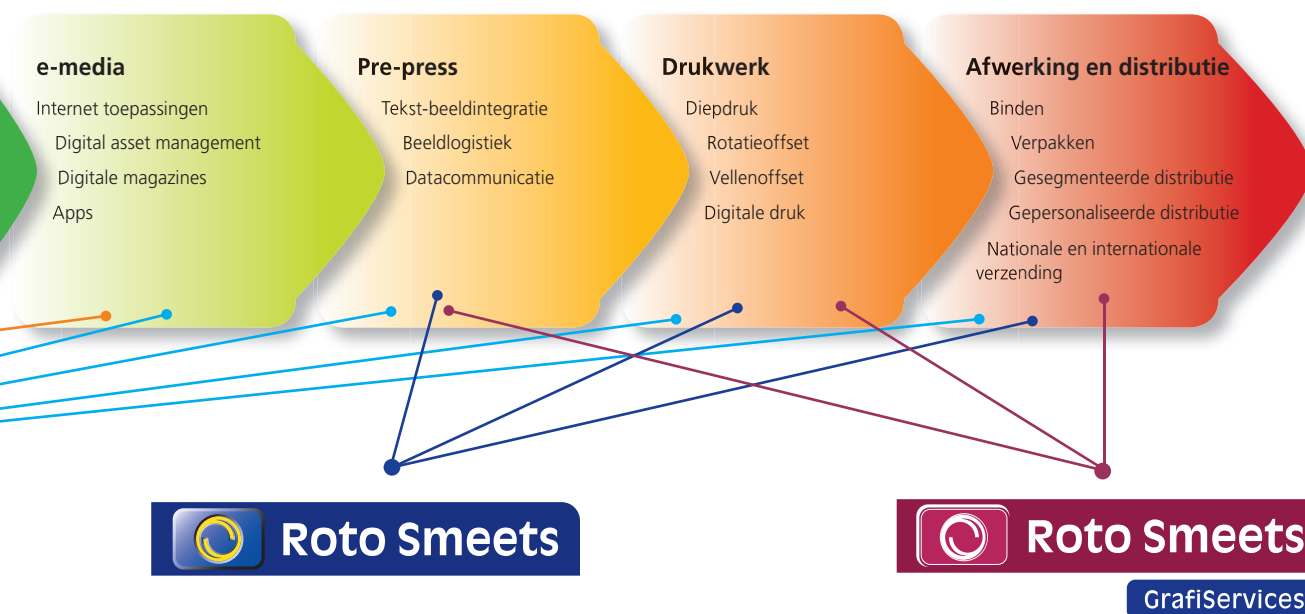 e-media
Internet toepassingen
Digital asset management
Digitale magazines
Apps
Pre-press
Tekst-beeldintegratie
Beeldlogistiek
Datacommunicatie
Drukwerk
Diepdruk
Rotatieoffset
Vellenoffset
Digitale druk
Afwerking en distributie
Binden
Verpakken
Gesegmenteerde distributie
Gepersonaliseerde distributie
Nationale en internationale
verzending
Roto Smeets
Roto Smeets
GrafiServices